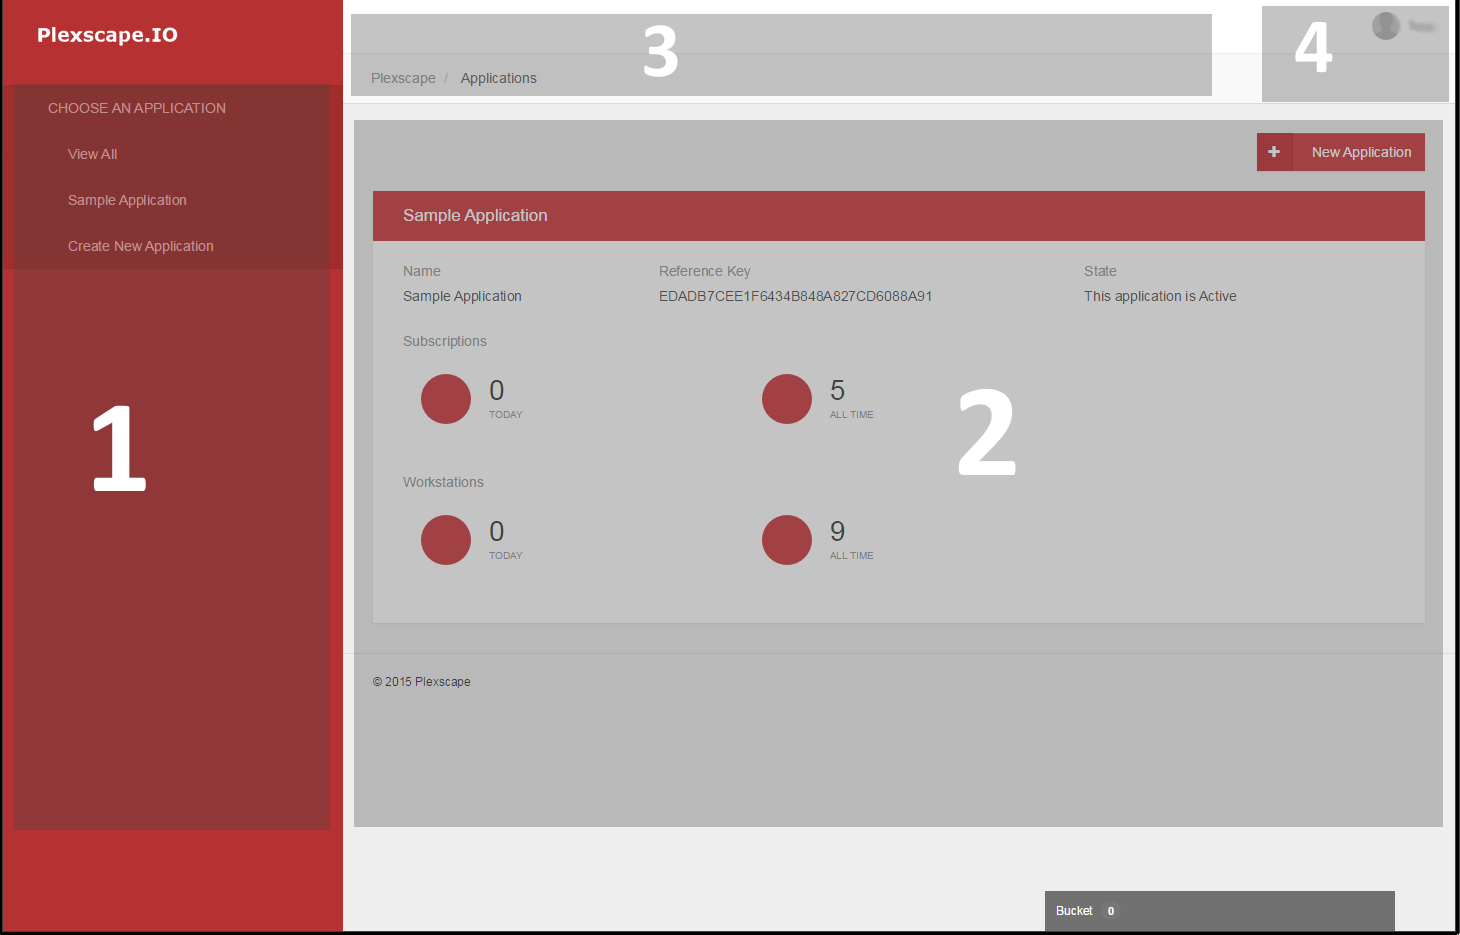 Plexscape.IO
CHOOSE AN APPLICATION
View All
Sample Application
Create New Application
1
3
Plexscape / Applications
4
+ New Application
Sample Application
Name Reference Key State
Sample Application EDADB7CEE1F6434B848A827CD6088A91 This application is Active
Subscriptions
0 5
TODAY ALL TIME
2
Workstations
0 9
TODAY ALL TIME
© 2015 Plexscape
Bucket 0